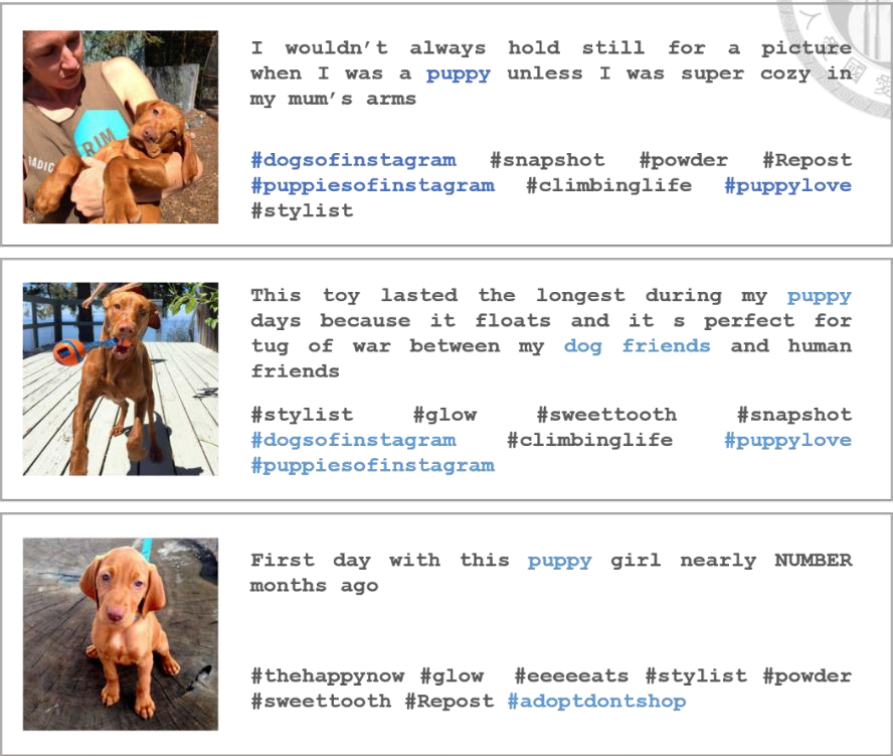 I wouldn't always hold still for a picture
when I was a puppy unless I was super cozy in
my mum's arms
#dogsofinstagram #snapshot #powder #Repost
#puppiesofinstagram #climbinglife #puppylove
#stylist
This toy lasted the longest during my puppy
days because it floats and it s perfect for
tug of war between my dog friends and human
friends
#stylist #glow #sweettooth #snapshot
#dogsofinstagram #climbinglife #puppylove
#puppiesofinstagram
First day with this puppy girl nearly NUMBER
months ago
#thehappynow #glow #eeeeeats #stylist #powder
#sweettooth #Repost #adoptdontshop